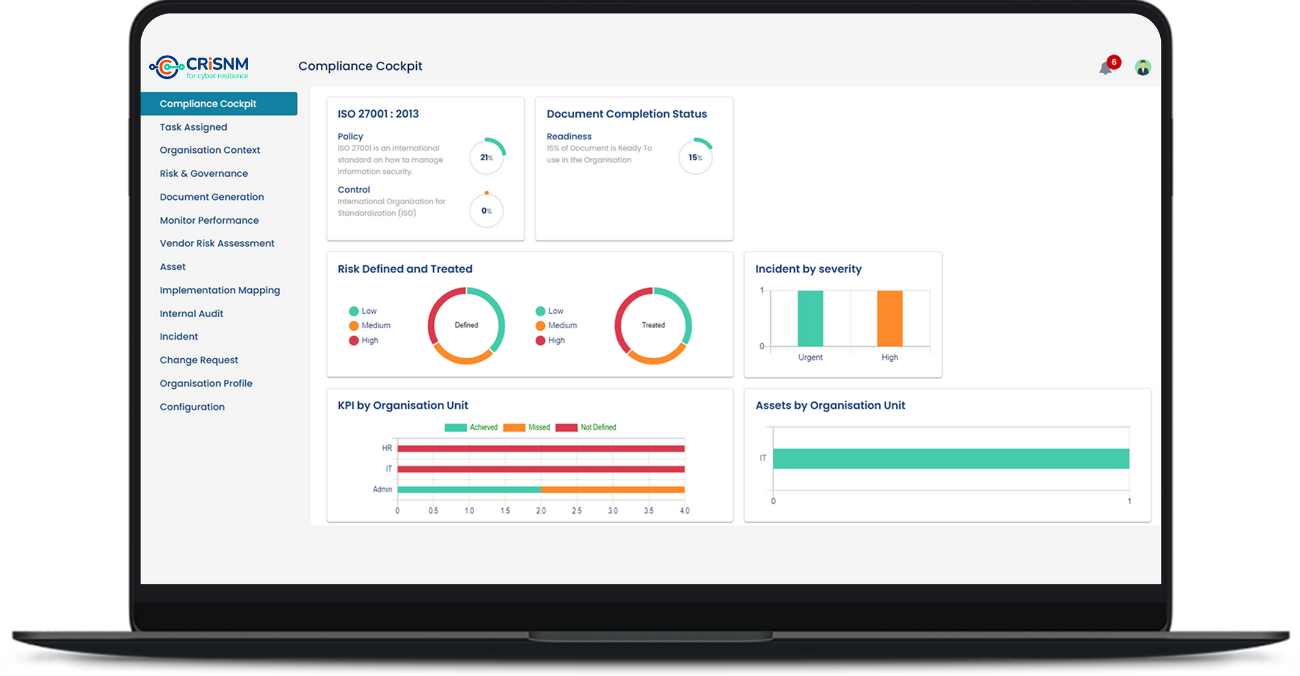 CRiSNM
for cyber resilience
Compliance Cockpit
6
Compliance Cockpit
Task Assigned
Organisation Context
Risk & Governance
Document Generation
Monitor Performance
Vendor Risk Assessment
Asset
Implementation Mapping
Internal Audit
Incident
Change Request
Organisation Profile
Configuration
ISO 27001 : 2013
Policy
ISO 27001 is an international
standard on how to manage
information security.
21%
Control
International Organization for
Standardization (ISO)
0%
Document Completion Status
Readiness
15% of Document is Ready To
use in the Organisation
15%
Risk Defined and Treated
Low
Medium
High
Defined
Low
Medium
High
Treated
Incident by severity
1
0
Urgent High
KPI by Organisation Unit
Achieved Missed Not Defined
HR
IT
Admin
0 0.5 1.0 1.5 2.0 2.5 3.0 3.5 4.0
Assets by Organisation Unit
IT
0 1